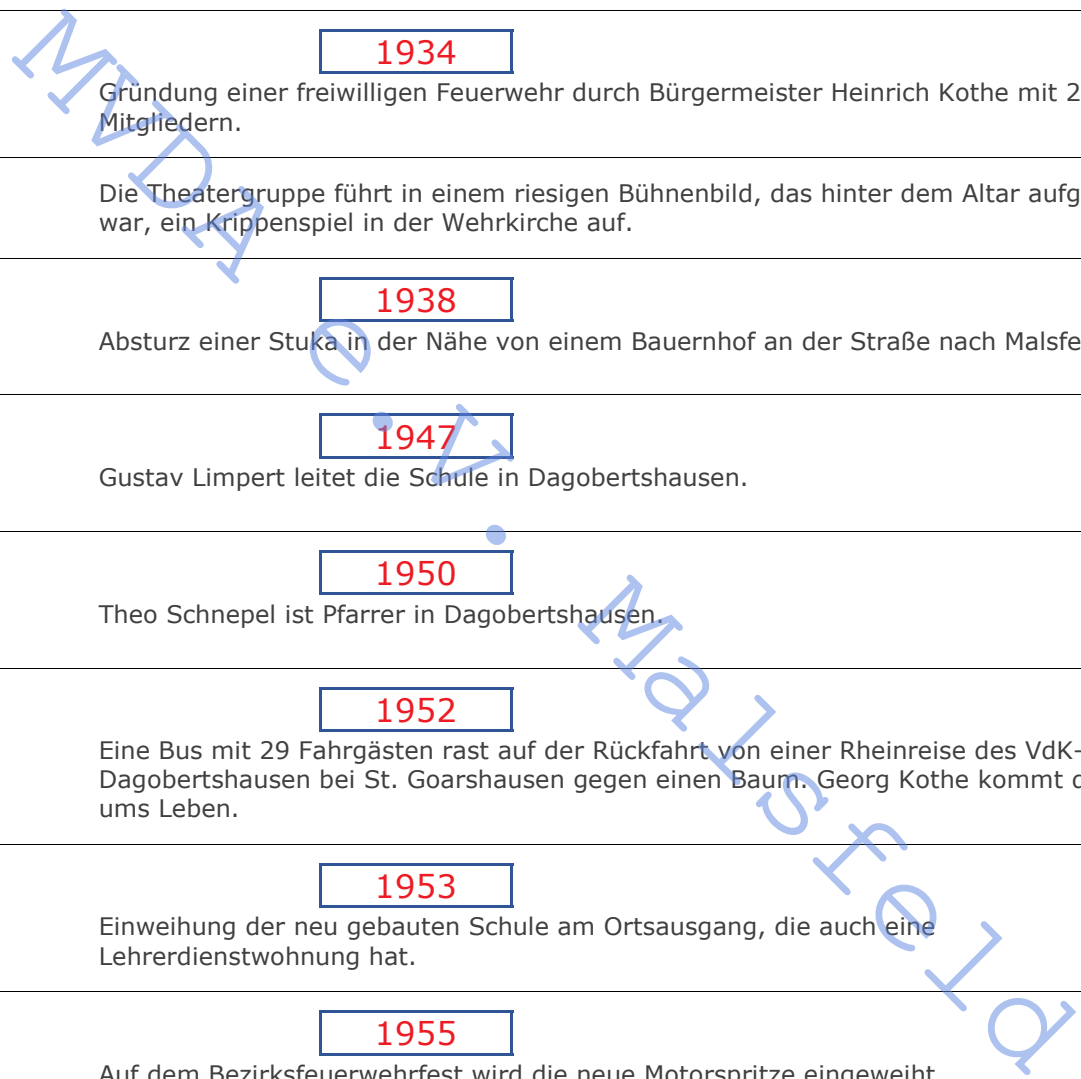 1934
Gründung einer freiwilligen Feuerwehr durch Bürgermeister Heinrich Kothe mit 2
Mitgliedern.
Die Theatergruppe führt in einem riesigen Bühnenbild, das hinter dem Altar aufg
war, ein Krippenspiel in der Wehrkirche auf.
1938
Absturz einer Stuka in der Nähe von einem Bauernhof an der Straße nach Malsfe
1947
Gustav Limpert leitet die Schule in Dagobertshausen.
1950
Theo Schnepel ist Pfarrer in Dagobertshausen.
1952
Eine Bus mit 29 Fahrgästen rast auf der Rückfahrt von einer Rheinreise des VdK-
Dagobertshausen bei St. Goarshausen gegen einen Baum. Georg Kothe kommt d
ums Leben.
1953
Einweihung der neu gebauten Schule am Ortsausgang, die auch eine
Lehrerdienstwohnung hat.
1955
Auf dem Bezirksfeuerwehrfest wird die neue Motorspritze eingeweiht
MVDA e.V. Malsfeld